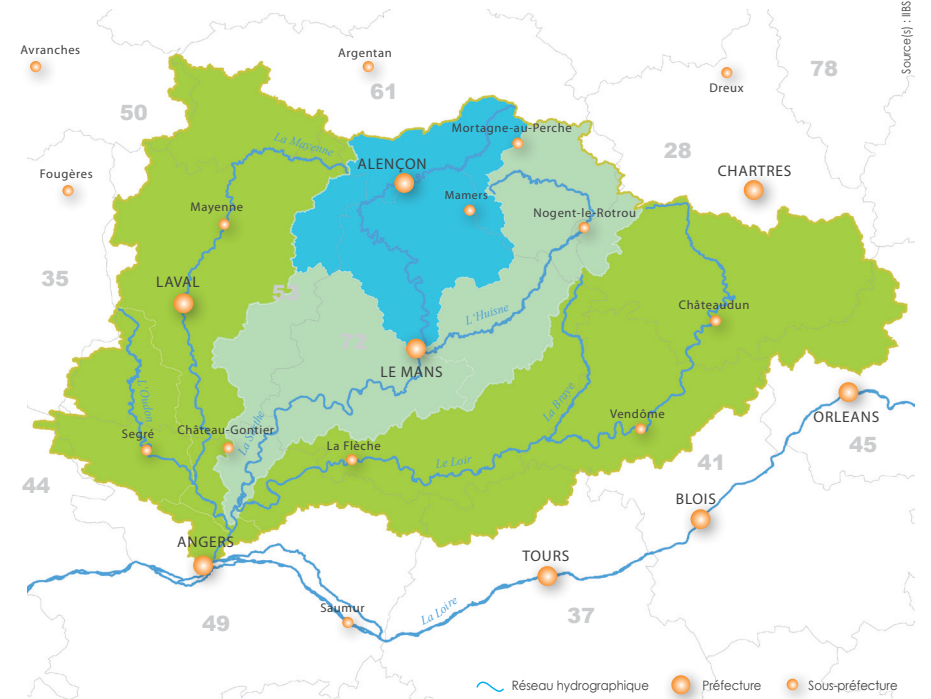 Source(s) : IIBS
Avranches
Argentan
78
Dreux
61
50
Mortagne-au-Perche
La Mayenne
28
ALENÇON
CHARTRES
Fougères
Mamers
Mayenne
Nogent-le-Rotrou
35
LAVAL
53
Châteaudun
L'Huisne
72
LE MANS
L'Oudon
La Braye
ORLEANS
Vendôme
La Sarthe
Segré
Château-Gontier
La Flèche
45
Le Loir
41
44
BLOIS
ANGERS
TOURS
Saumur
La Loire
49
37
Réseau hydrographique
Préfecture
Sous-préfecture